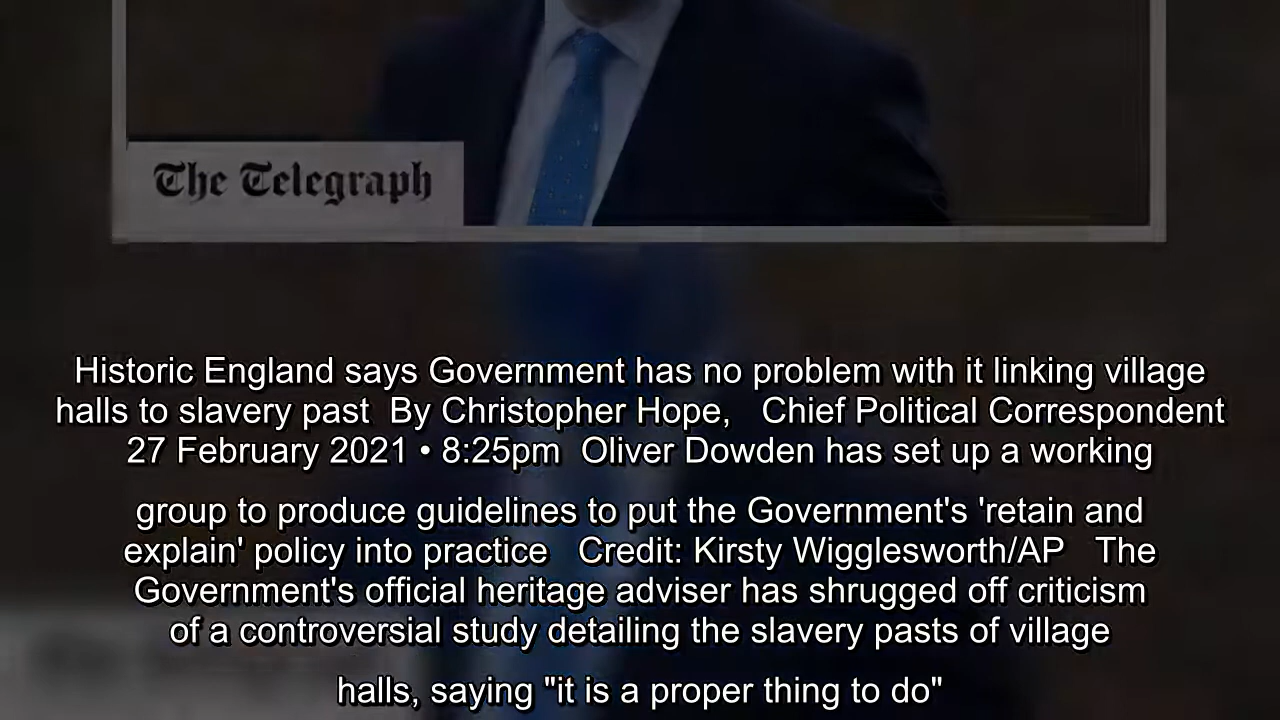 The Telegraph
Historic England says Government has no problem with it linking village
halls to slavery past  By Christopher Hope,   Chief Political Correspondent
27 February 2021 • 8:25pm  Oliver Dowden has set up a working
group to produce guidelines to put the Government's 'retain and
explain' policy into practice   Credit: Kirsty Wigglesworth/AP   The
Government's official heritage adviser has shrugged off criticism
of a controversial study detailing the slavery pasts of village
halls, saying "it is a proper thing to do"